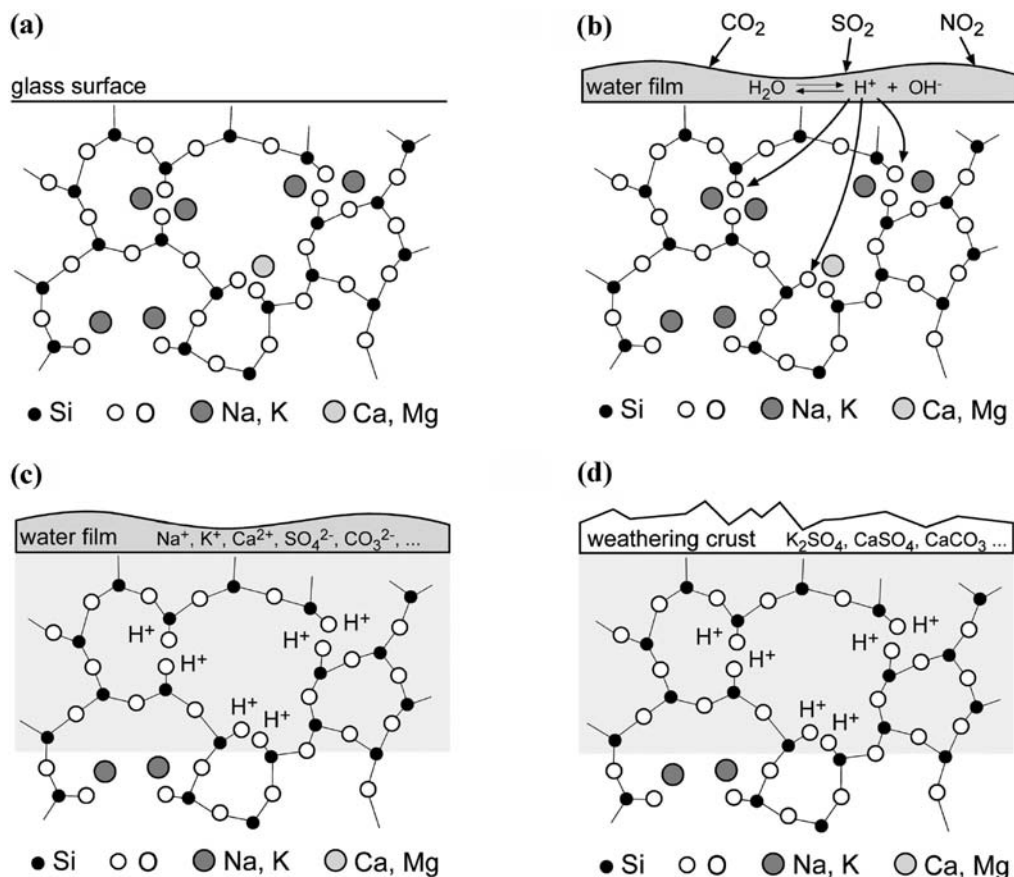 (a)
glass surface
Si O Na, K Ca, Mg
(b)
CO₂ SO₂ NO₂
water film H₂O ⇌ H⁺ + OH⁻
Si O Na, K Ca, Mg
(c)
water film Na⁺, K⁺, Ca²⁺, SO₄²⁻, CO₃²⁻, ...
H⁺ H⁺ H⁺
H⁺
H⁺ H⁺
Si O Na, K Ca, Mg
(d)
weathering crust K₂SO₄, CaSO₄, CaCO₃ ...
H⁺ H⁺ H⁺
H⁺
H⁺ H⁺
Si O Na, K Ca, Mg